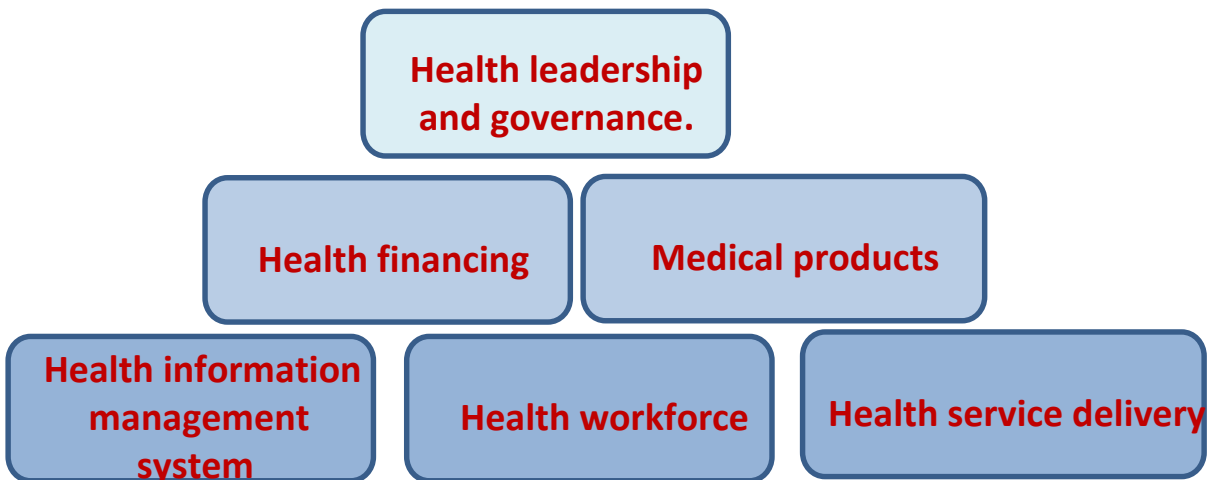 Health leadership
and governance.
Health financing
Medical products
Health information
management
system
Health workforce
Health service delivery